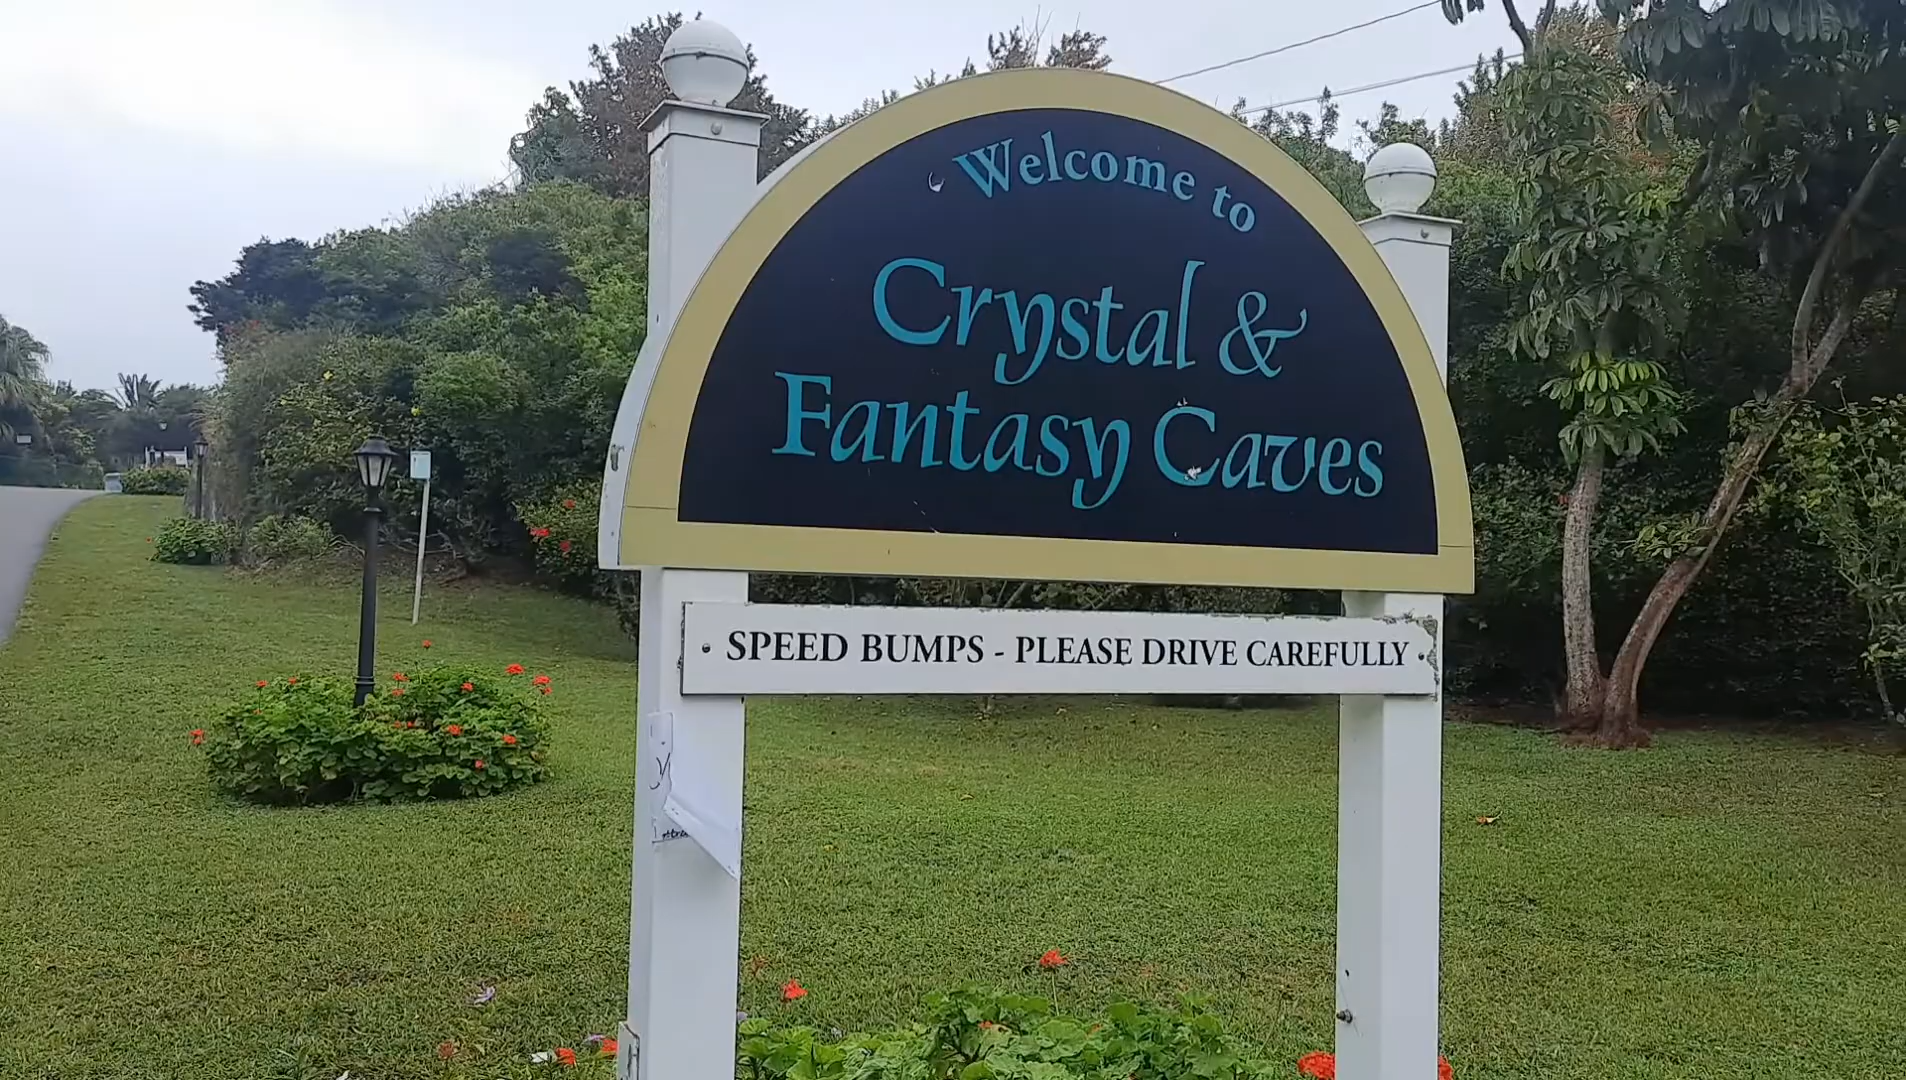 Welcome to
Crystal &
Fantasy Caves
SPEED BUMPS - PLEASE DRIVE CAREFULLY